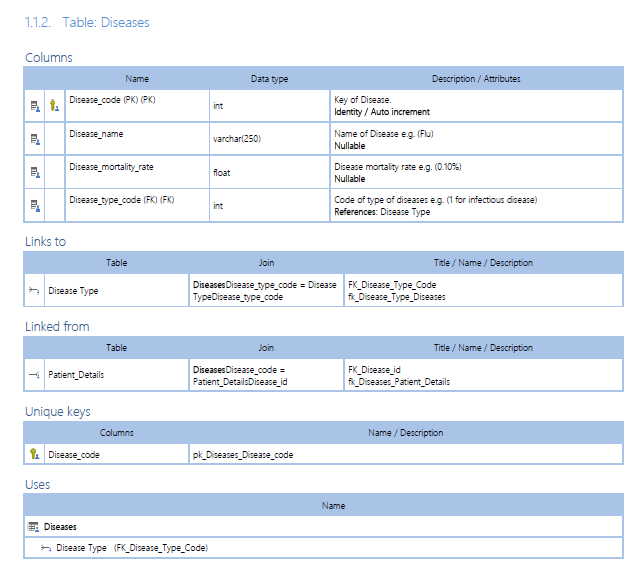 1.1.2. Table: Diseases
Columns
Name Data type Description / Attributes
Disease_code (PK) (PK) int Key of Disease.
Identity / Auto increment
Disease_name varchar(250) Name of Disease e.g. (Flu)
Nullable
Disease_mortality_rate float Disease mortality rate e.g. (0.10%)
Nullable
Disease_type_code (FK) (FK) int Code of type of diseases e.g. (1 for infectious disease)
References: Disease Type
Links to
Table Join Title / Name / Description
Disease Type DiseasesDisease_type_code = Disease FK_Disease_Type_Code
TypeDisease_type_code fk_Disease_Type_Diseases
Linked from
Table Join Title / Name / Description
Patient_Details DiseasesDisease_code = FK_Disease_id
Patient_DetailsDisease_id fk_Diseases_Patient_Details
Unique keys
Columns Name / Description
Disease_code pk_Diseases_Disease_code
Uses
Name
Diseases
Disease Type (FK_Disease_Type_Code)